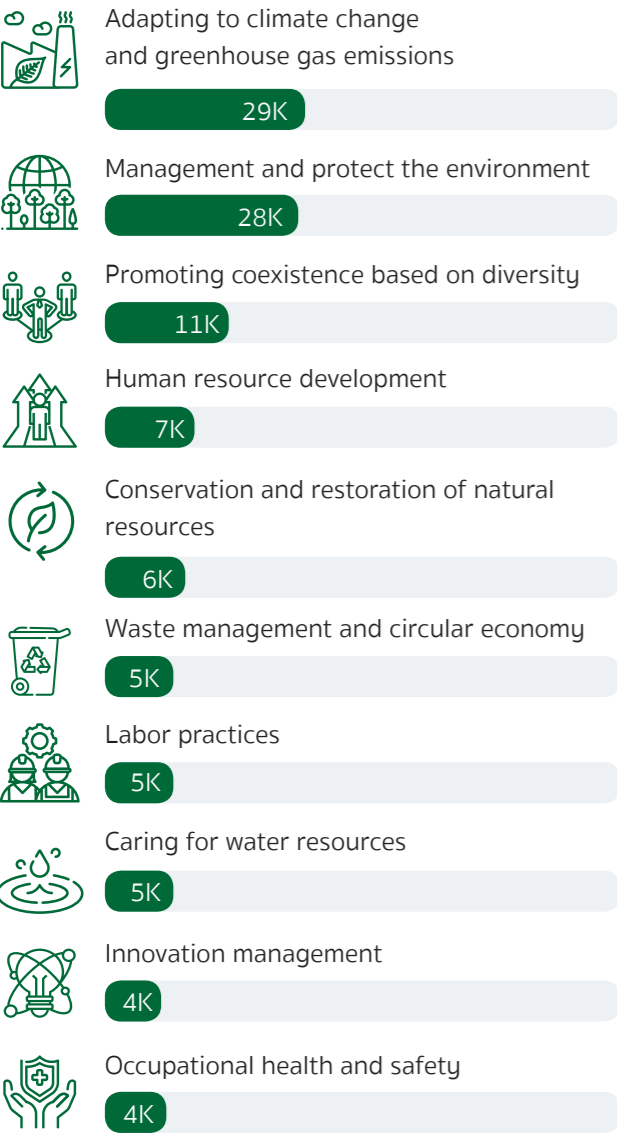 Adapting to climate change
and greenhouse gas emissions
29K
Management and protect the environment
28K
Promoting coexistence based on diversity
11K
Human resource development
7K
Conservation and restoration of natural
resources
6K
Waste management and circular economy
5K
Labor practices
5K
Caring for water resources
5K
Innovation management
4K
Occupational health and safety
4K